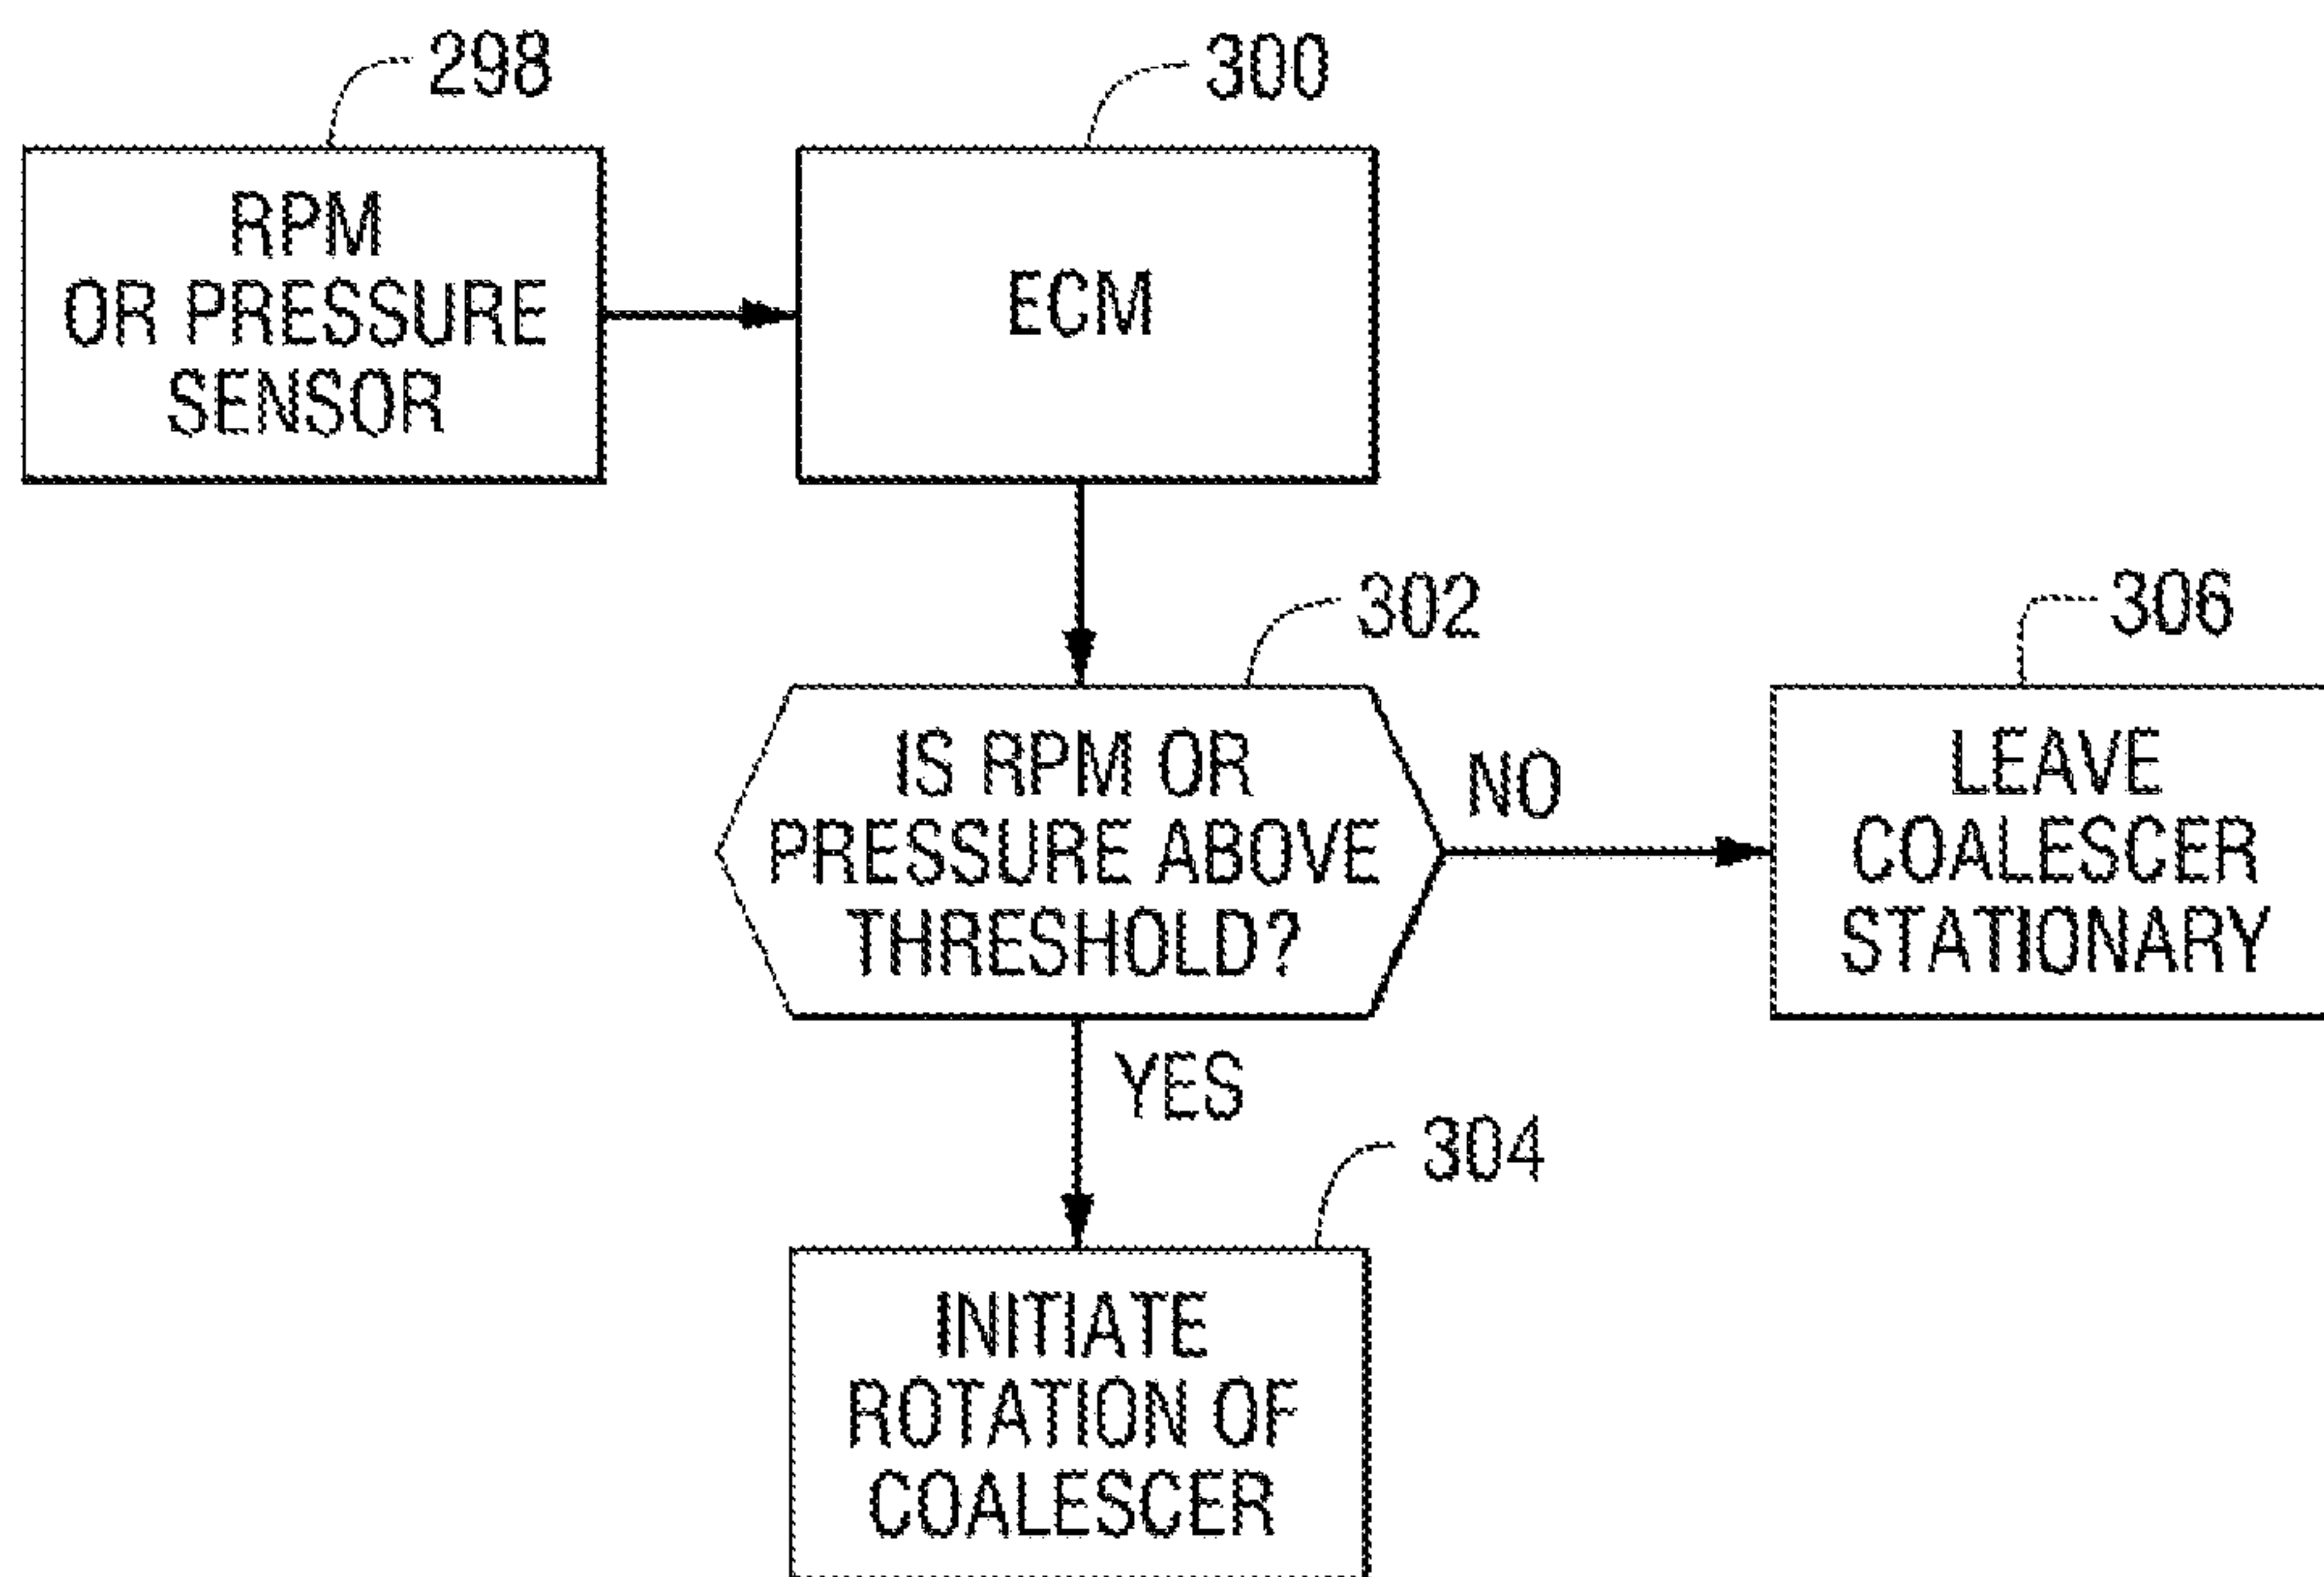 298
300
RPM
OR PRESSURE
SENSOR
ECM
302
306
IS RPM OR
PRESSURE ABOVE
THRESHOLD?
NO
LEAVE
COALESCER
STATIONARY
YES
304
INITIATE
ROTATION OF
COALESCER